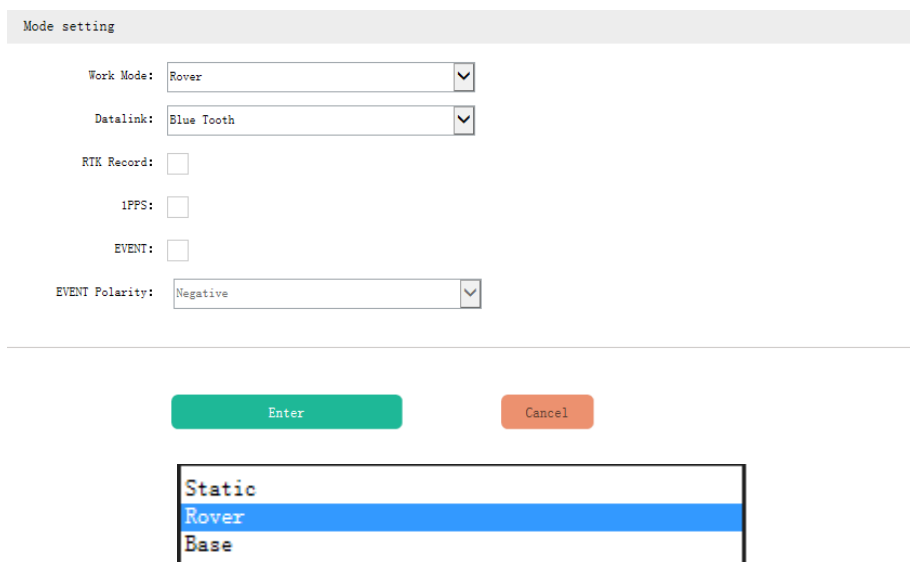 Mode setting
Work Mode: Rover
Datalink: Blue Tooth
RTK Record:
1PPS:
EVENT:
EVENT Polarity: Negative
Enter Cancel
Static
Rover
Base